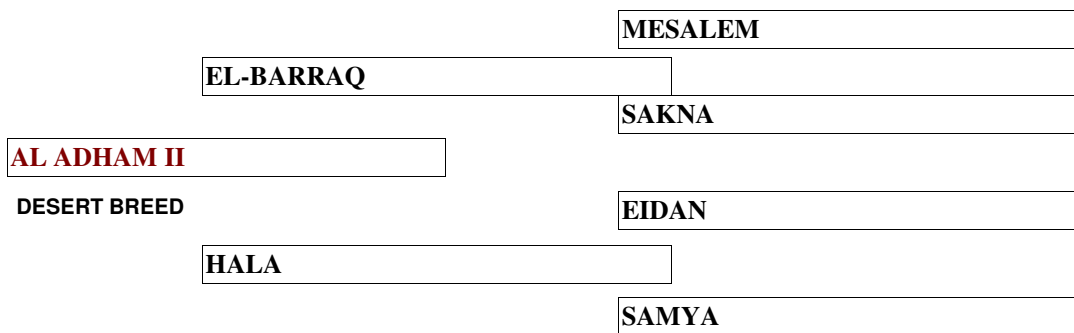 MESALEM
EL-BARRAQ
SAKNA
AL ADHAM II
DESERT BREED
EIDAN
HALA
SAMYA